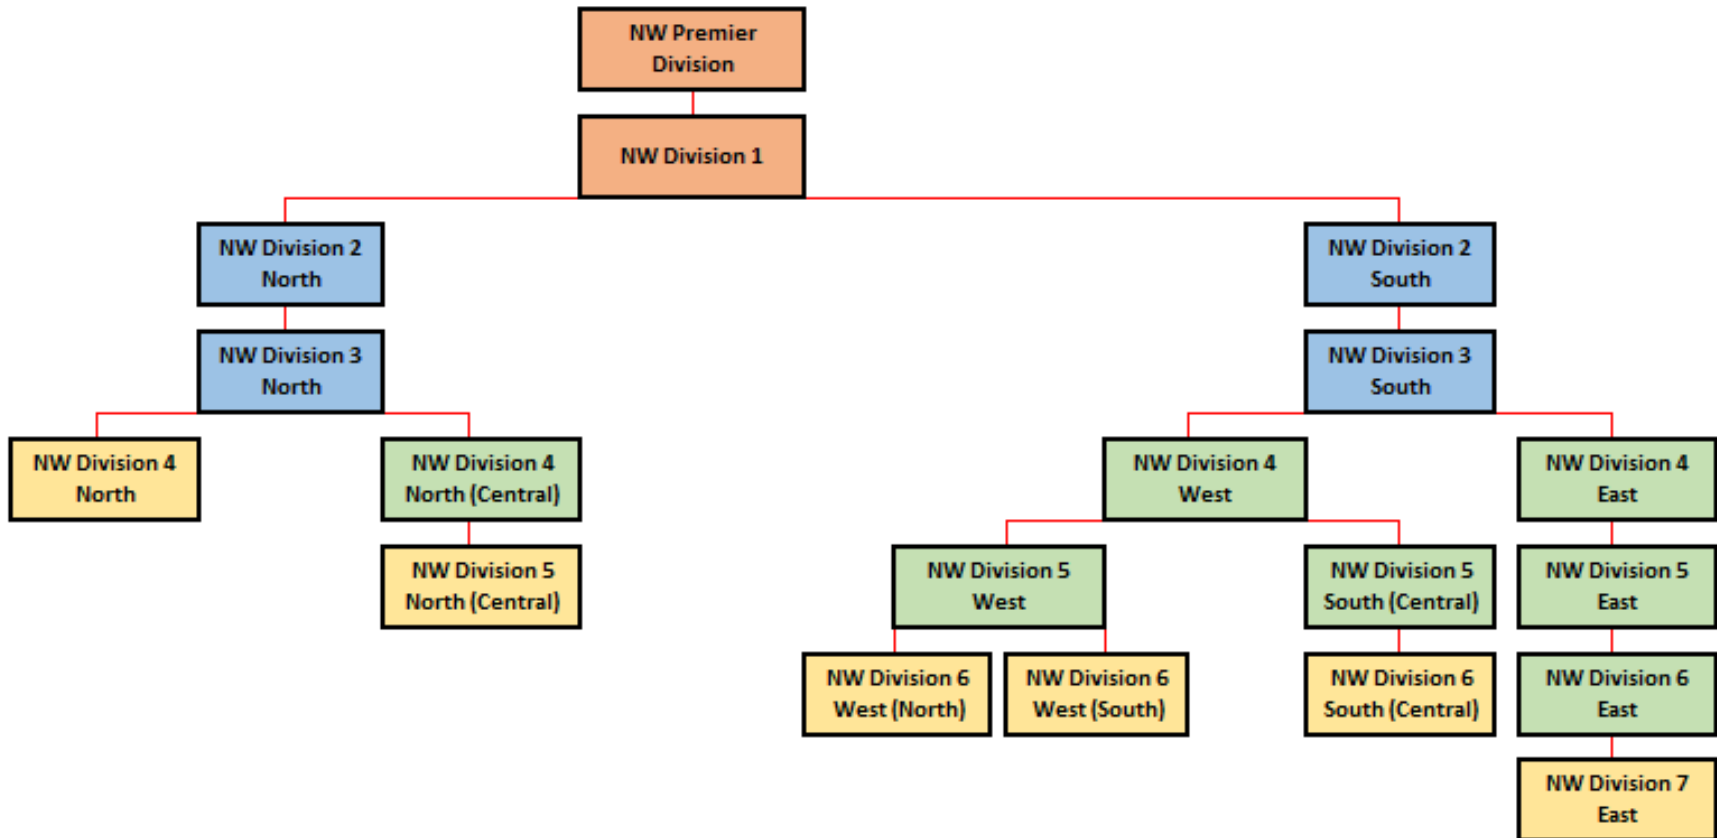 NW Premier
Division
NW Division 1
NW Division 2
North
NW Division 2
South
NW Division 3
North
NW Division 3
South
NW Division 4
North
NW Division 4
North (Central)
NW Division 4
West
NW Division 4
East
NW Division 5
North (Central)
NW Division 5
West
NW Division 5
South (Central)
NW Division 5
East
NW Division 6
West (North)
NW Division 6
West (South)
NW Division 6
South (Central)
NW Division 6
East
NW Division 7
East